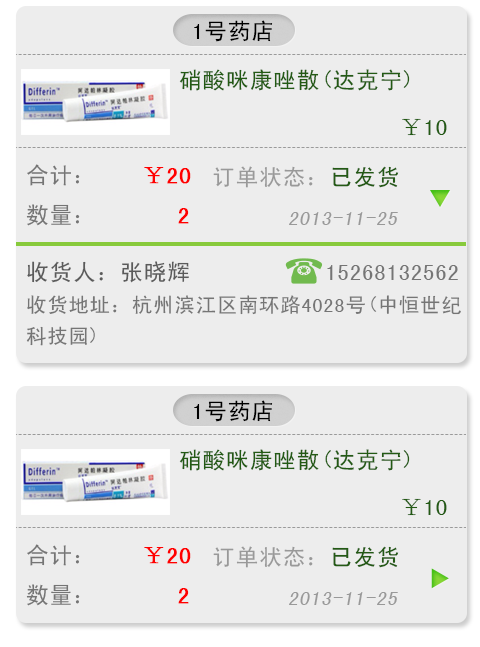 1号药店
Differin™
Differin™
硝酸咪康唑散(达克宁)
￥10
合计：
￥20
订单状态：
已发货
数量：
2
2013-11-25
收货人：张晓辉
15268132562
收货地址：杭州滨江区南环路4028号(中恒世纪
科技园)
1号药店
Differin™
Differin™
硝酸咪康唑散(达克宁)
￥10
合计：
￥20
订单状态：
已发货
数量：
2
2013-11-25